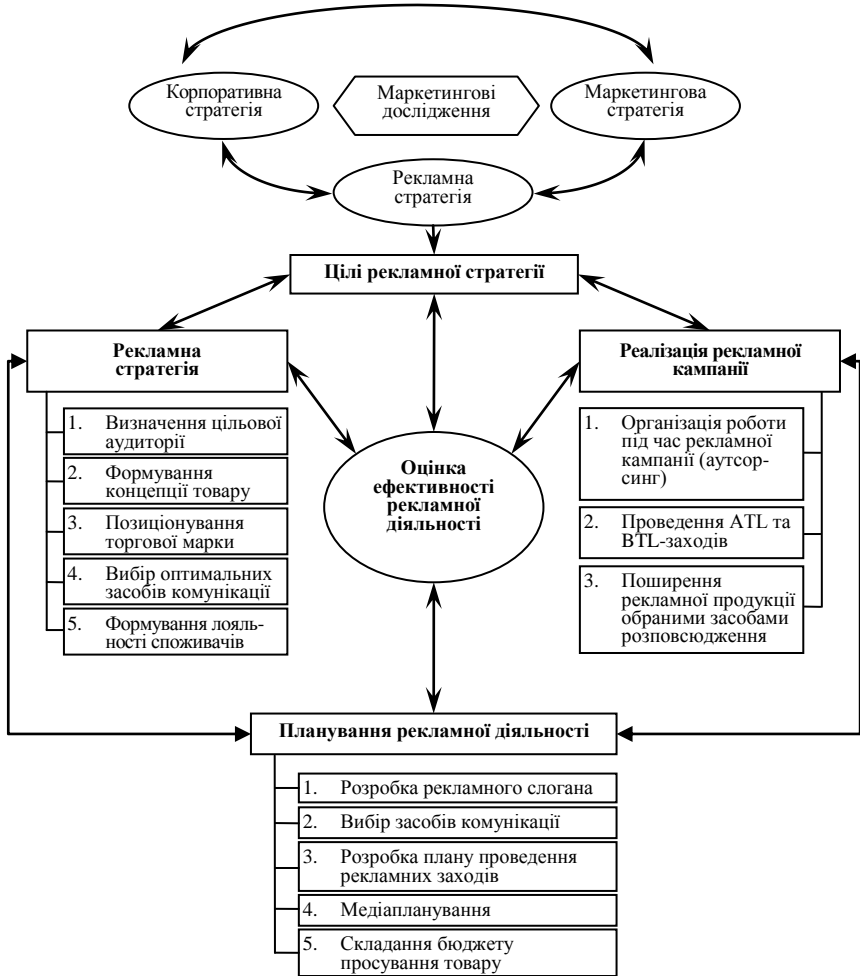 Корпоративна
стратегія
Маркетингові
дослідження
Маркетингова
стратегія
Рекламна
стратегія
Цілі рекламної стратегії
Рекламна
стратегія
Реалізація рекламної
кампанії
1. Визначення цільової
аудиторії
2. Формування
концепції товару
3. Позиціонування
торгової марки
4. Вибір оптимальних
засобів комунікації
5. Формування лояль-
ності споживачів
Оцінка
ефективності
рекламної
діяльності
1. Організація роботи
під час рекламної
кампанії (аутсор-
синг)
2. Проведення ATL та
BTL-заходів
3. Поширення
рекламної продукції
обраними засобами
розповсюдження
Планування рекламної діяльності
1. Розробка рекламного слогана
2. Вибір засобів комунікації
3. Розробка плану проведення
рекламних заходів
4. Медіапланування
5. Складання бюджету
просування товару